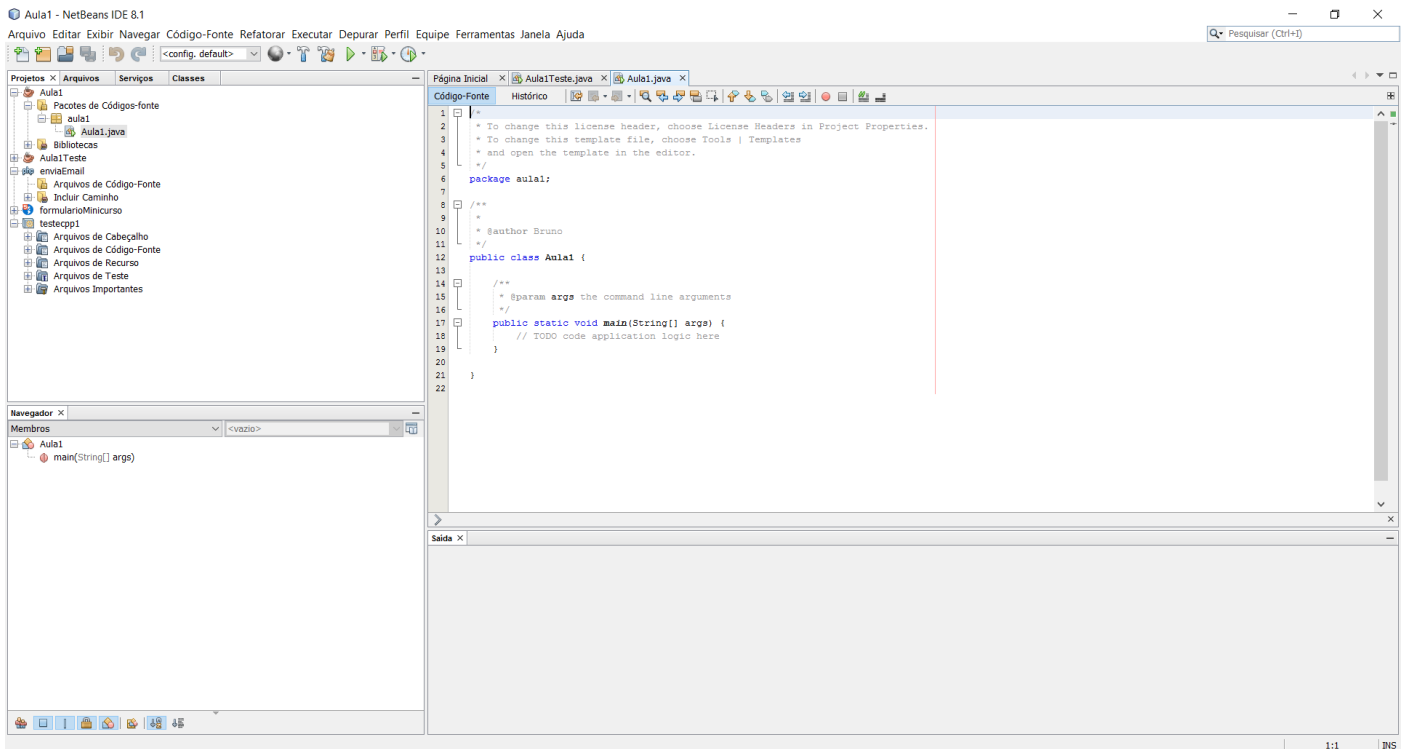 Aula1 - NetBeans IDE 8.1
Arquivo Editar Exibir Navegar Código-Fonte Refatorar Executar Depurar Perfil Equipe Ferramentas Janela Ajuda
Pesquisar (Ctrl+I)
<config. default>
Projetos Arquivos Serviços Classes
Aula1
Pacotes de Códigos-fonte
aula1
Aula1.java
Bibliotecas
Aula1Teste
php enviaEmail
Arquivos de Código-Fonte
Incluir Caminho
formularioMinicurso
testecpp1
Arquivos de Cabeçalho
Arquivos de Código-Fonte
Arquivos de Recurso
Arquivos de Teste
Arquivos Importantes
Navegador
Membros <vazio>
Aula1
main(String[] args)
Página Inicial Aula1Teste.java Aula1.java
Código-Fonte Histórico
1 /*
2 * To change this license header, choose License Headers in Project Properties.
3 * To change this template file, choose Tools | Templates
4 * and open the template in the editor.
5 */
6 package aula1;
7
8 /**
9 *
10 * @author Bruno
11 */
12 public class Aula1 {
13
14 /**
15 * @param args the command line arguments
16 */
17 public static void main(String[] args) {
18 // TODO code application logic here
19 }
20
21 }
22
Saída
1:1 INS